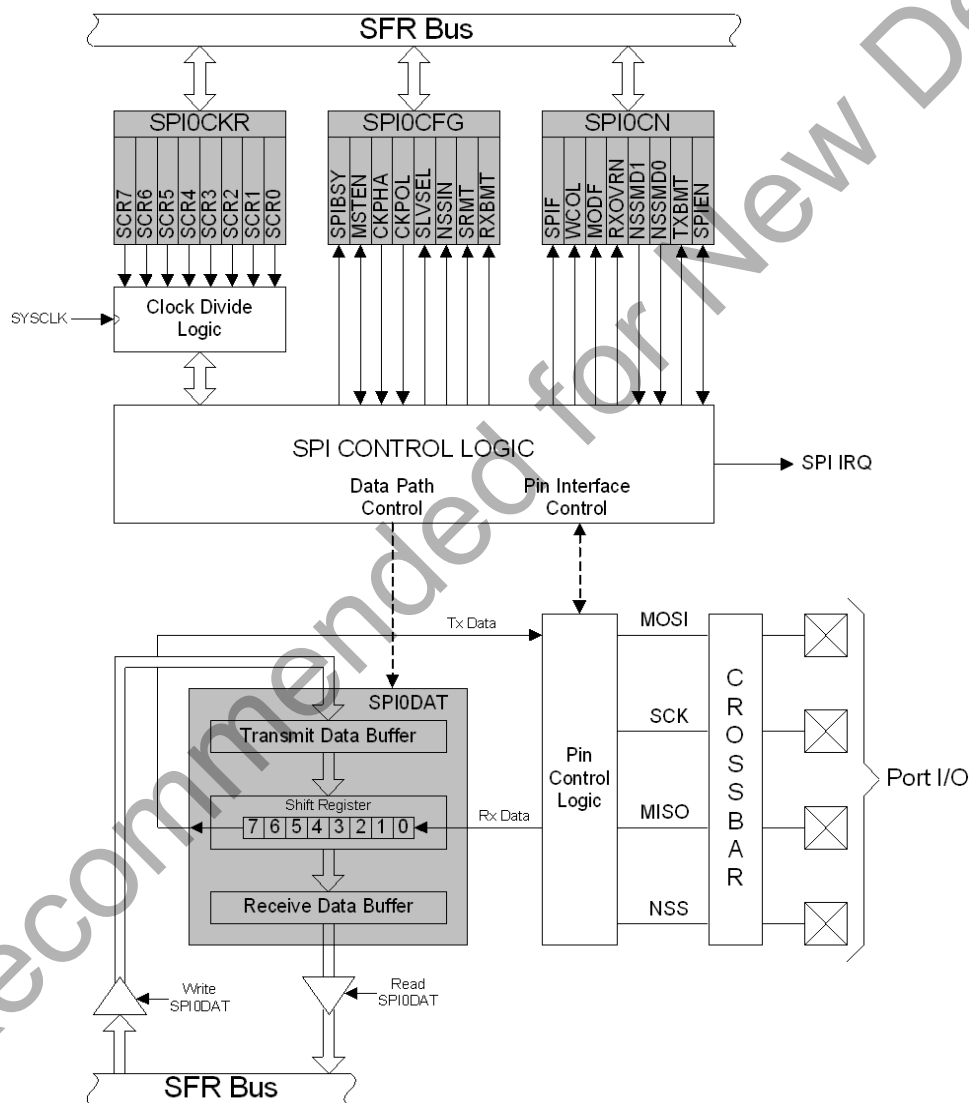 SFR Bus
SPI0CKR
SCR7
SCR6
SCR5
SCR4
SCR3
SCR2
SCR1
SCR0
SPI0CFG
SPIBSY
MSTEN
CKPHA
CKPOL
SLVSEL
NSSIN
SRMT
RXBMT
SPI0CN
SPIF
WCOL
MODF
RXOVRN
NSSMD1
NSSMD0
TXBMT
SPIEN
SYSCLK
Clock Divide
Logic
SPI CONTROL LOGIC
Data Path
Control
Pin Interface
Control
SPI IRQ
Tx Data
SPI0DAT
Transmit Data Buffer
Shift Register
7 6 5 4 3 2 1 0
Rx Data
Receive Data Buffer
Pin
Control
Logic
MOSI
SCK
MISO
NSS
CROSSBAR
Port I/O
Write
SPI0DAT
Read
SPI0DAT
SFR Bus
ecommended for New De